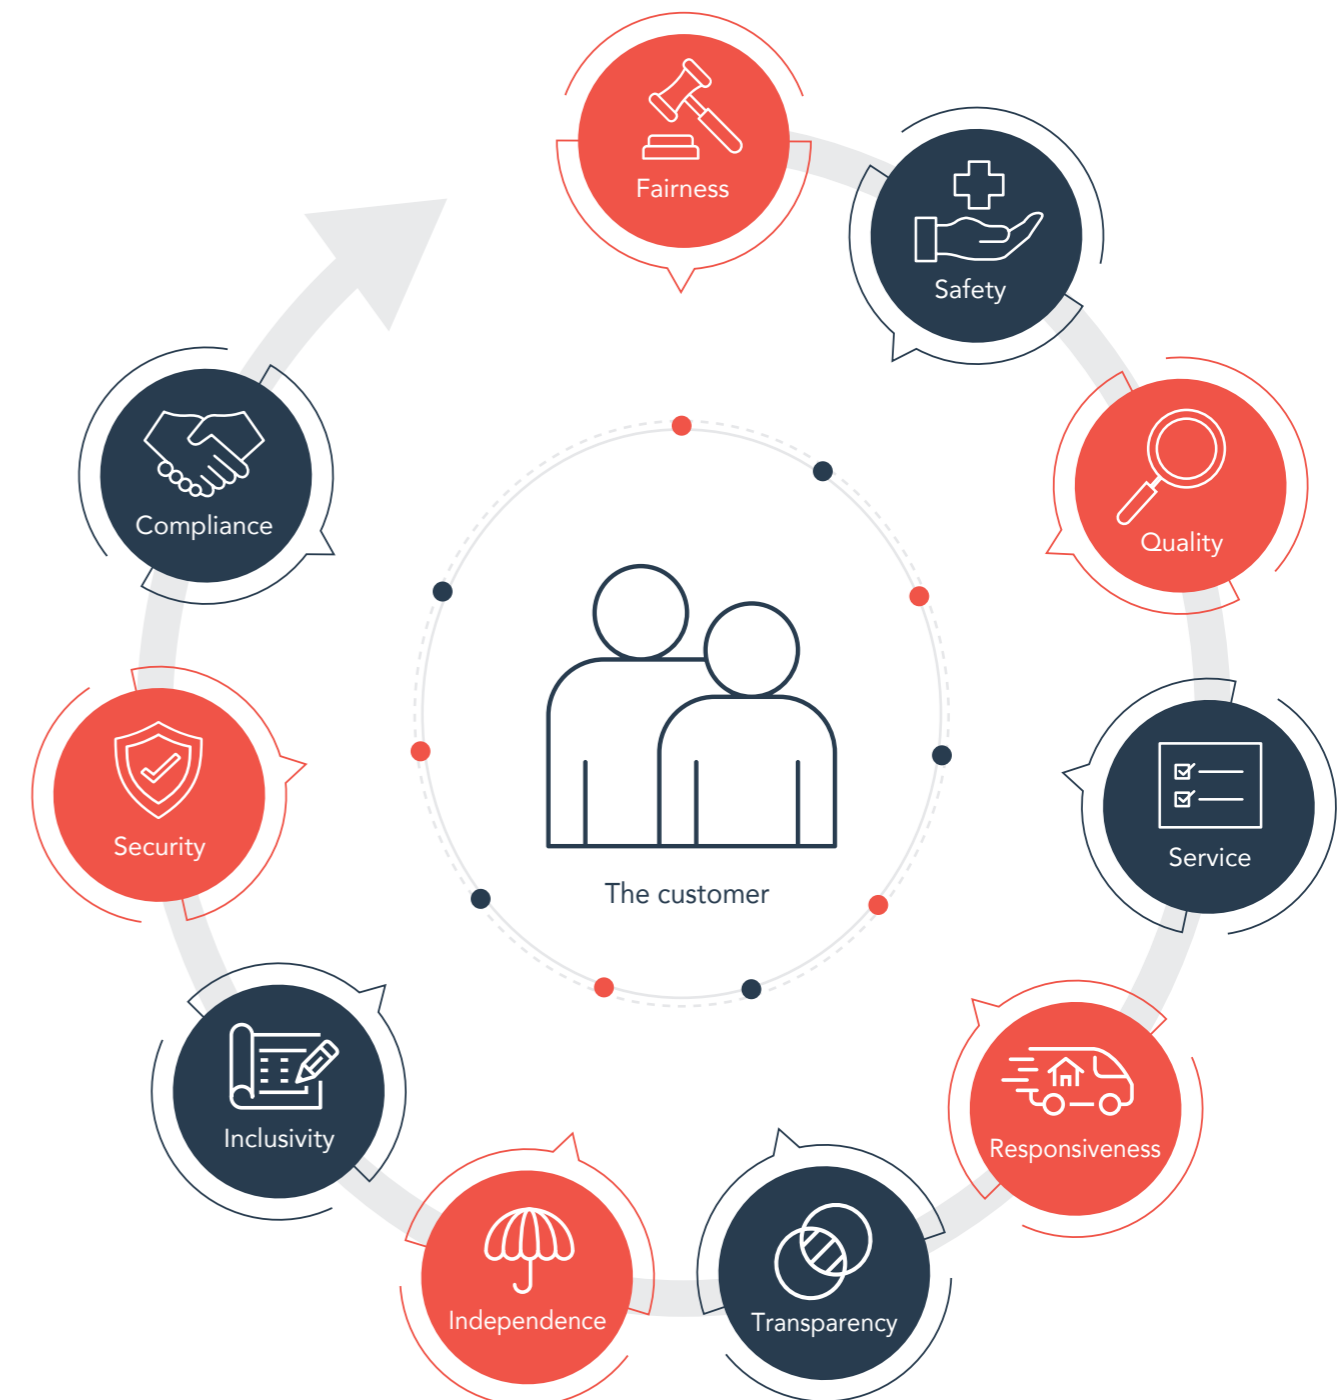 Fairness
Safety
Quality
Service
Responsiveness
Transparency
Independence
Inclusivity
Security
Compliance
The customer